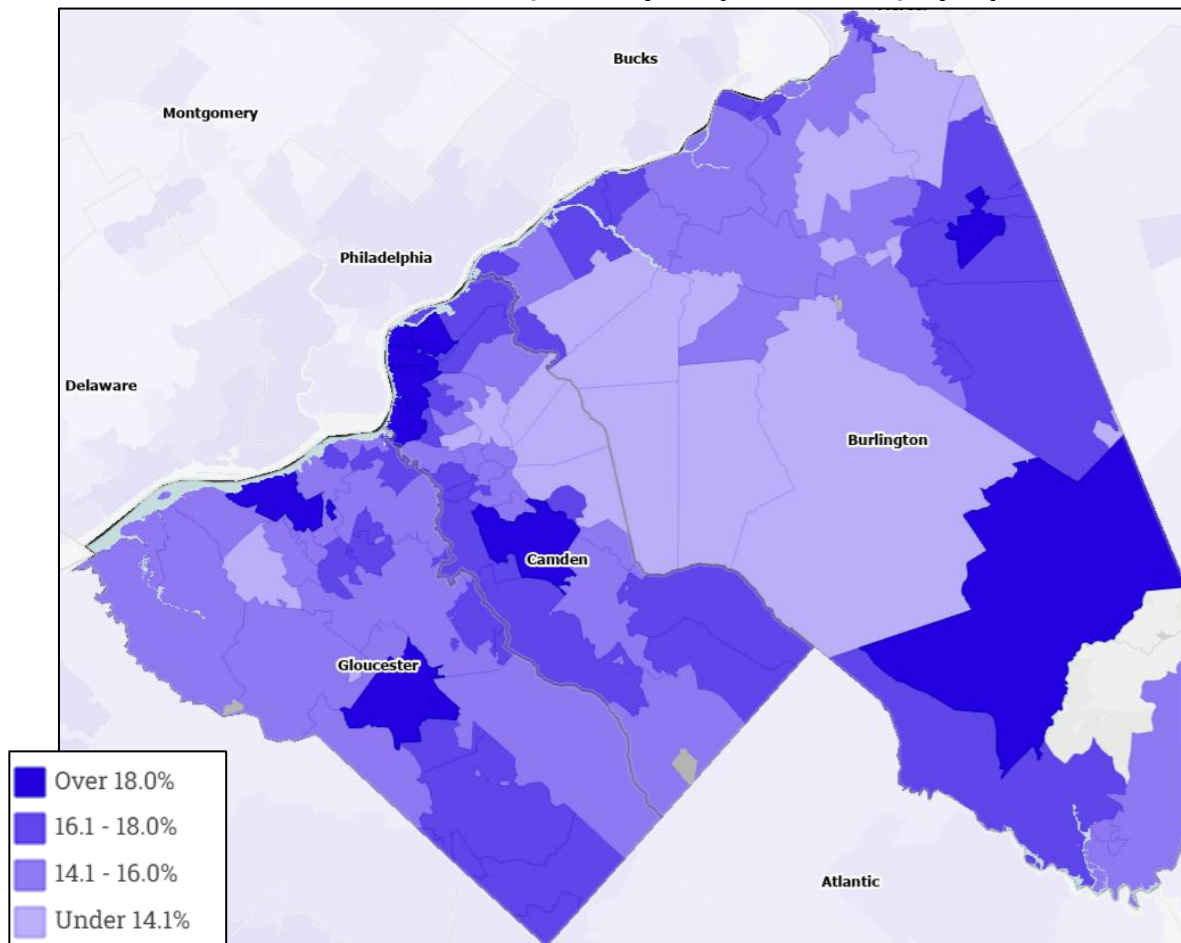 Bucks
Montgomery
Philadelphia
Delaware
Burlington
Camden
Gloucester
Atlantic
Over 18.0%
16.1 - 18.0%
14.1 - 16.0%
Under 14.1%